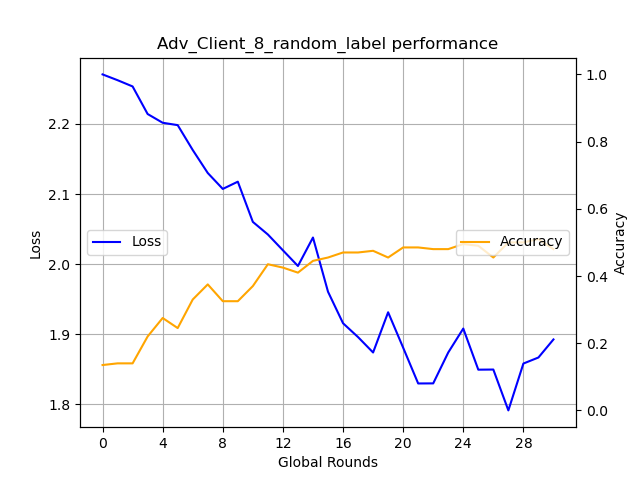 Adv_Client_8_random_label performance
Loss
2.2
2.1
2.0
1.9
1.8
Loss
Accuracy
1.0
0.8
0.6
0.4
0.2
0.0
Accuracy
0 4 8 12 16 20 24 28
Global Rounds